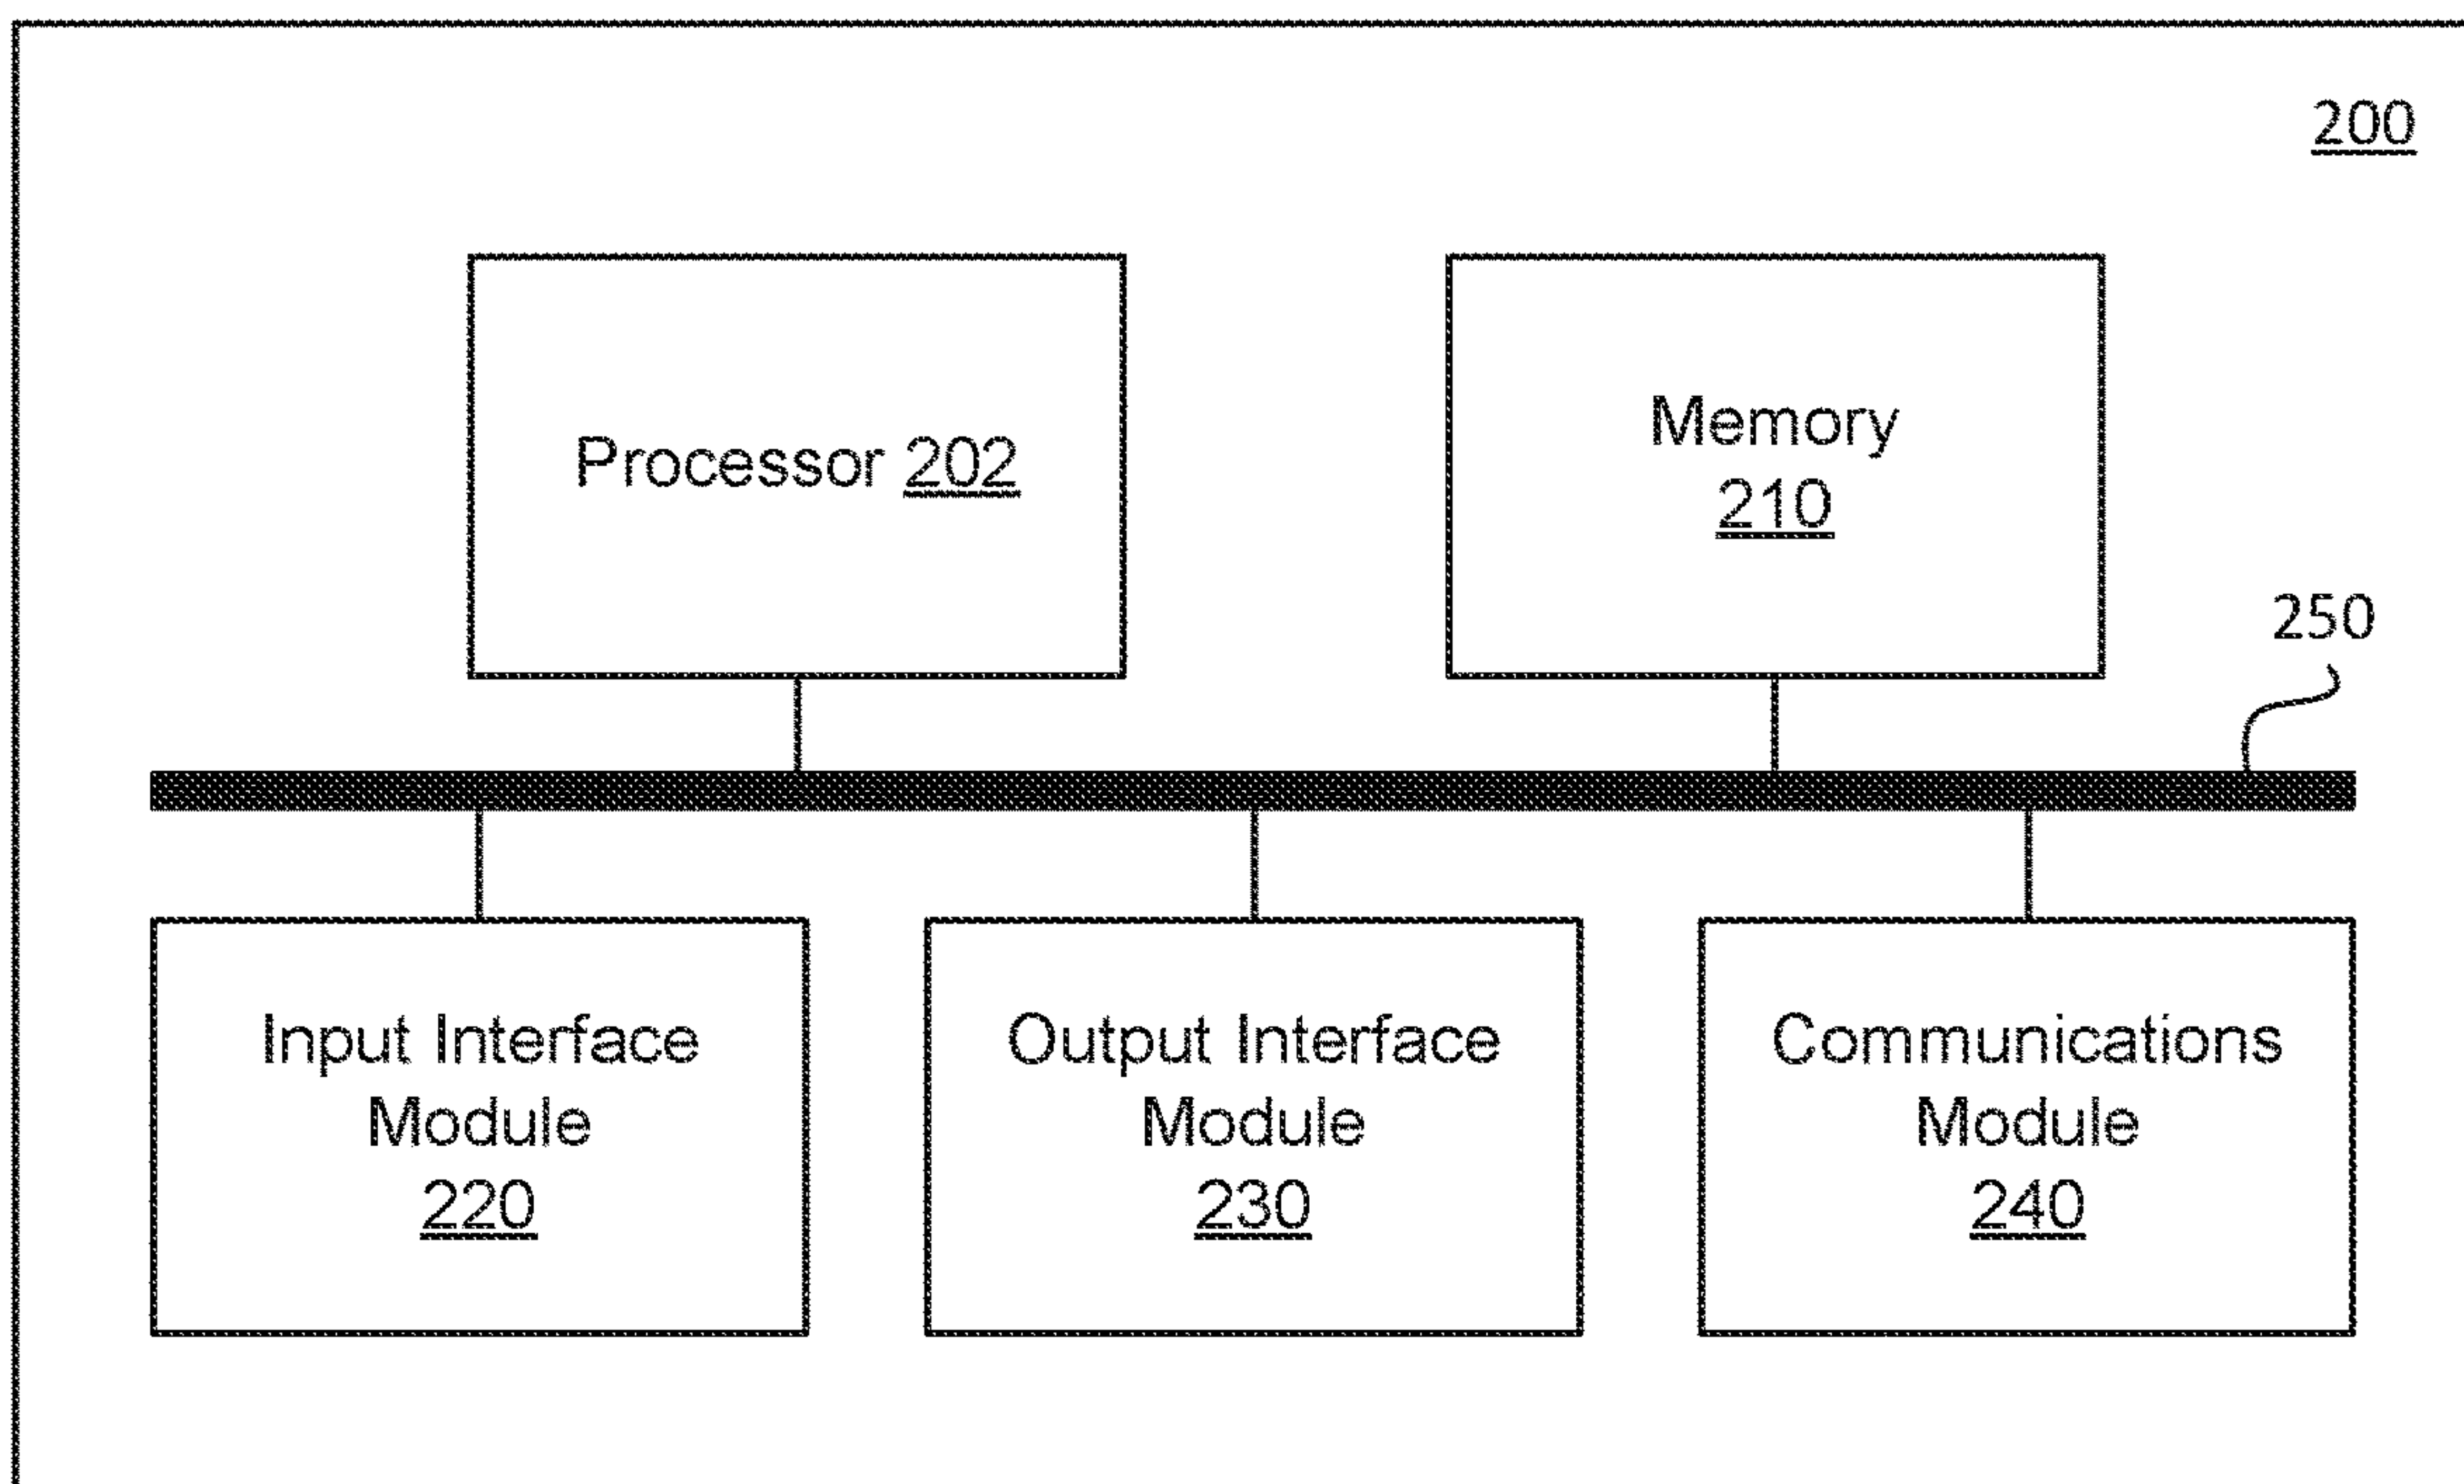 200
Processor 202
Memory
210
250
Input Interface
Module
220
Output Interface
Module
230
Communications
Module
240